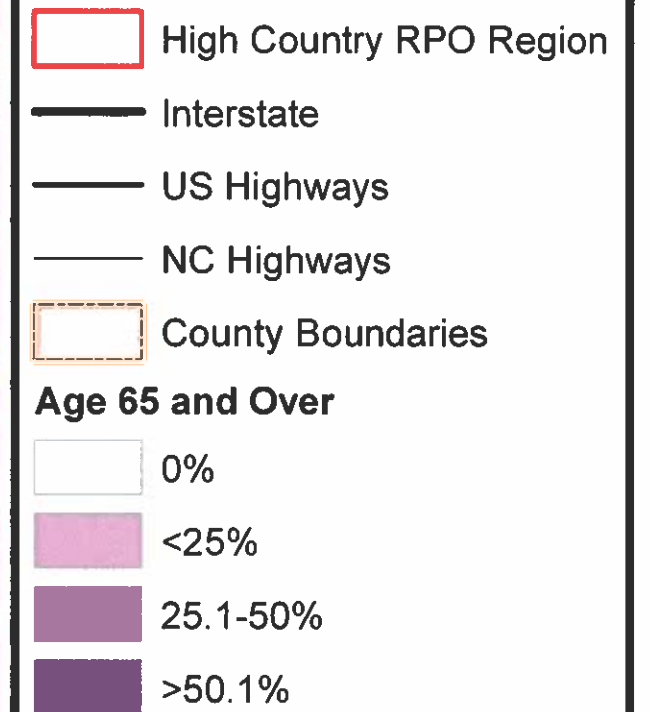 High Country RPO Region
Interstate
US Highways
NC Highways
County Boundaries
Age 65 and Over
0%
<25%
25.1-50%
>50.1%